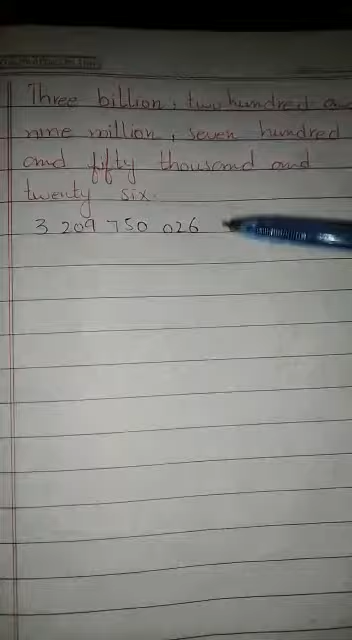 Three billion, two hundred and
nine million, seven hundred
and fifty thousand and
twenty six.
3 209 750 026